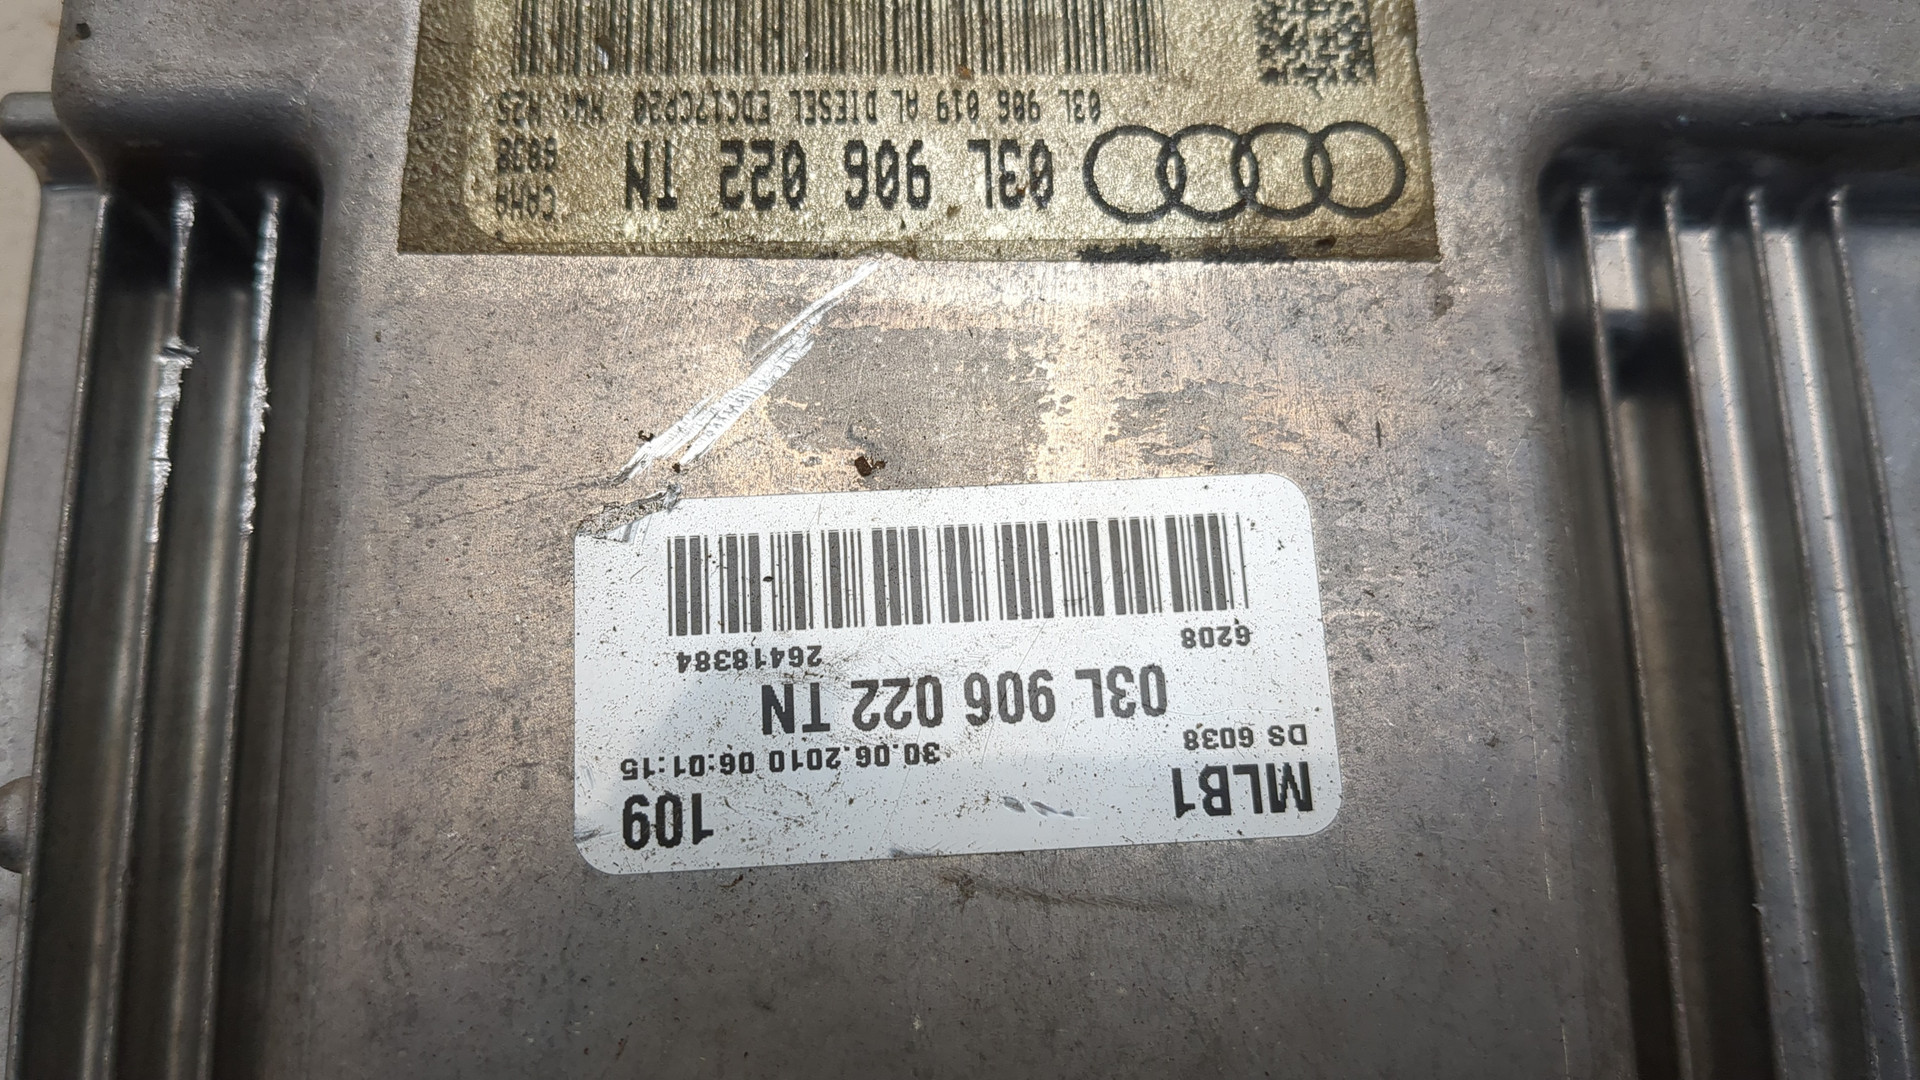 MLB1 109
DS 6038 30.06.2010 06:01:15
03L 906 022 TN
6208 26418384
03L 906 022 TN CAHA
6038
03L 906 019 AL DIESEL EDC17CP20 HW: H25